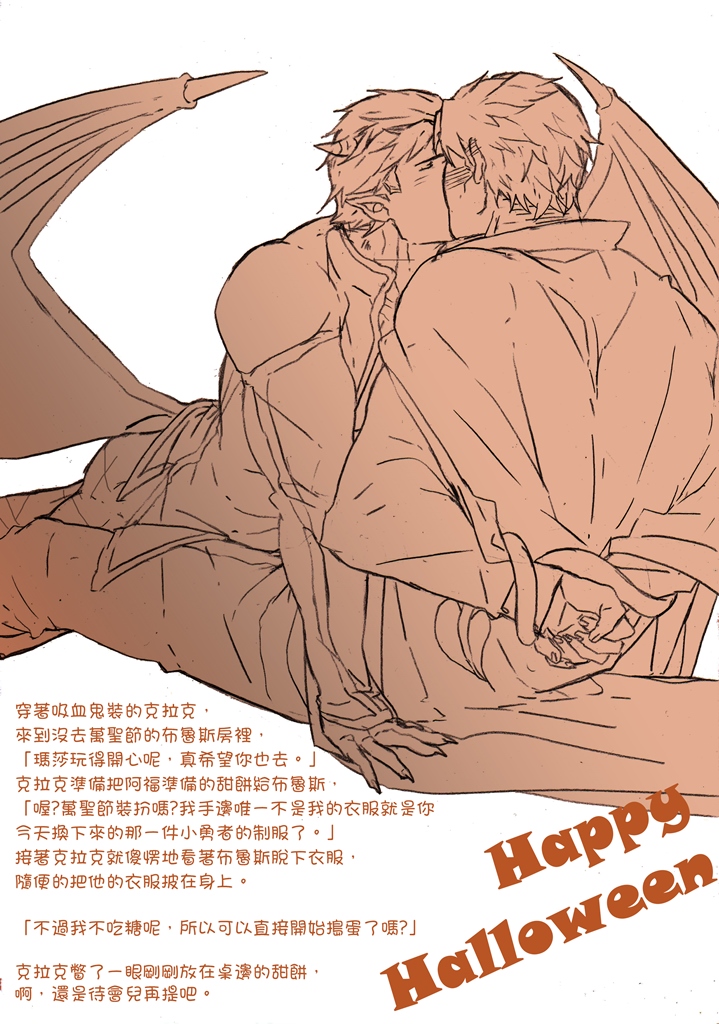 穿著吸血鬼裝的克拉克，
來到沒去萬聖節的布魯斯房裡，
「瑪莎玩得開心呢，真希望你也去。」
克拉克準備把阿福準備的甜餅給布魯斯，
「喔?萬聖節裝扮嗎?我手邊唯一不是我的衣服就是你
今天換下來的那一件小勇者的制服了。」
接著克拉克就傻愣地看著布魯斯脫下衣服，
隨便的把他的衣服披在身上。
「不過我不吃糖呢，所以可以直接開始搗蛋了嗎?」
克拉克瞥了一眼剛剛放在桌邊的甜餅，
啊，還是待會兒再提吧。
Happy
Halloween